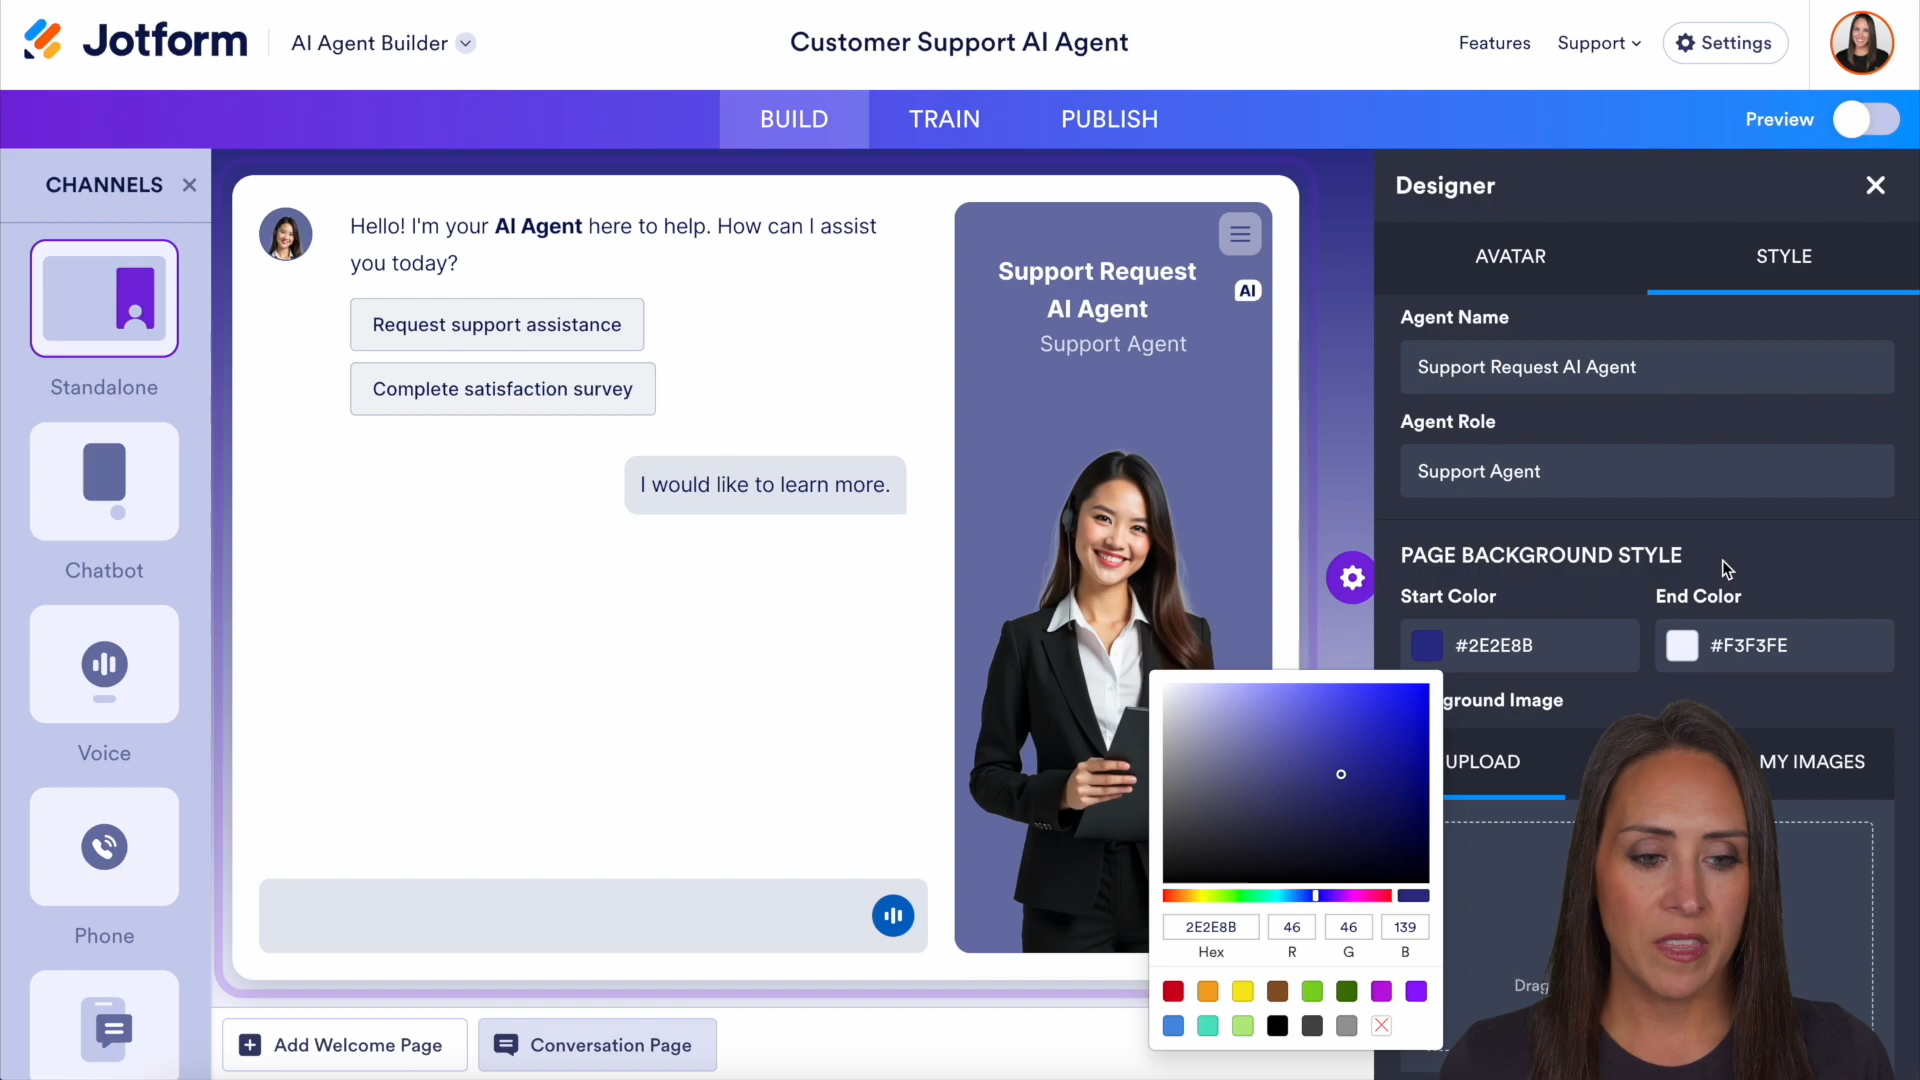 Jotform
AI Agent Builder
Customer Support AI Agent
Features
Support
Settings
BUILD
TRAIN
PUBLISH
Preview
CHANNELS
Standalone
Chatbot
Voice
Phone
Hello! I'm your AI Agent here to help. How can I assist
you today?
Request support assistance
Complete satisfaction survey
I would like to learn more.
Support Request
AI Agent
AI
Support Agent
Add Welcome Page
Conversation Page
Designer
AVATAR
STYLE
Agent Name
Support Request AI Agent
Agent Role
Support Agent
PAGE BACKGROUND STYLE
Start Color
End Color
#2E2E8B
#F3F3FE
ground Image
UPLOAD
MY IMAGES
Drag
2E2E8B
46
46
139
Hex
R
G
B